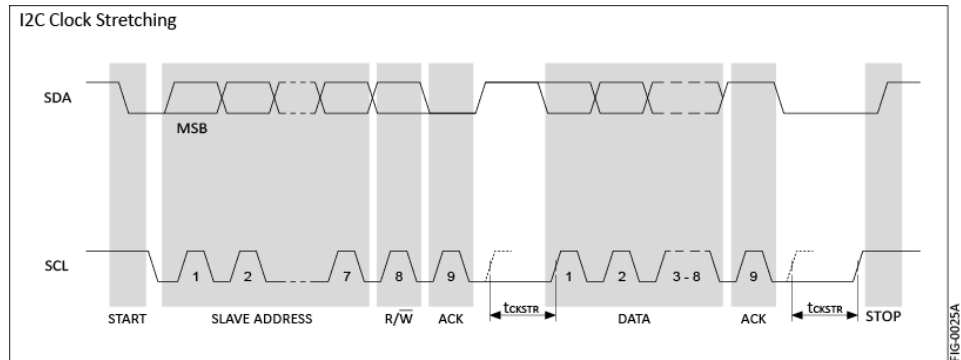 I2C Clock Stretching
SDA
MSB
SCL
1 2 7 8 9 1 2 3 - 8 9
tCKSTR tCKSTR
START SLAVE ADDRESS R/W̅ ACK DATA ACK STOP
FIG-0025A